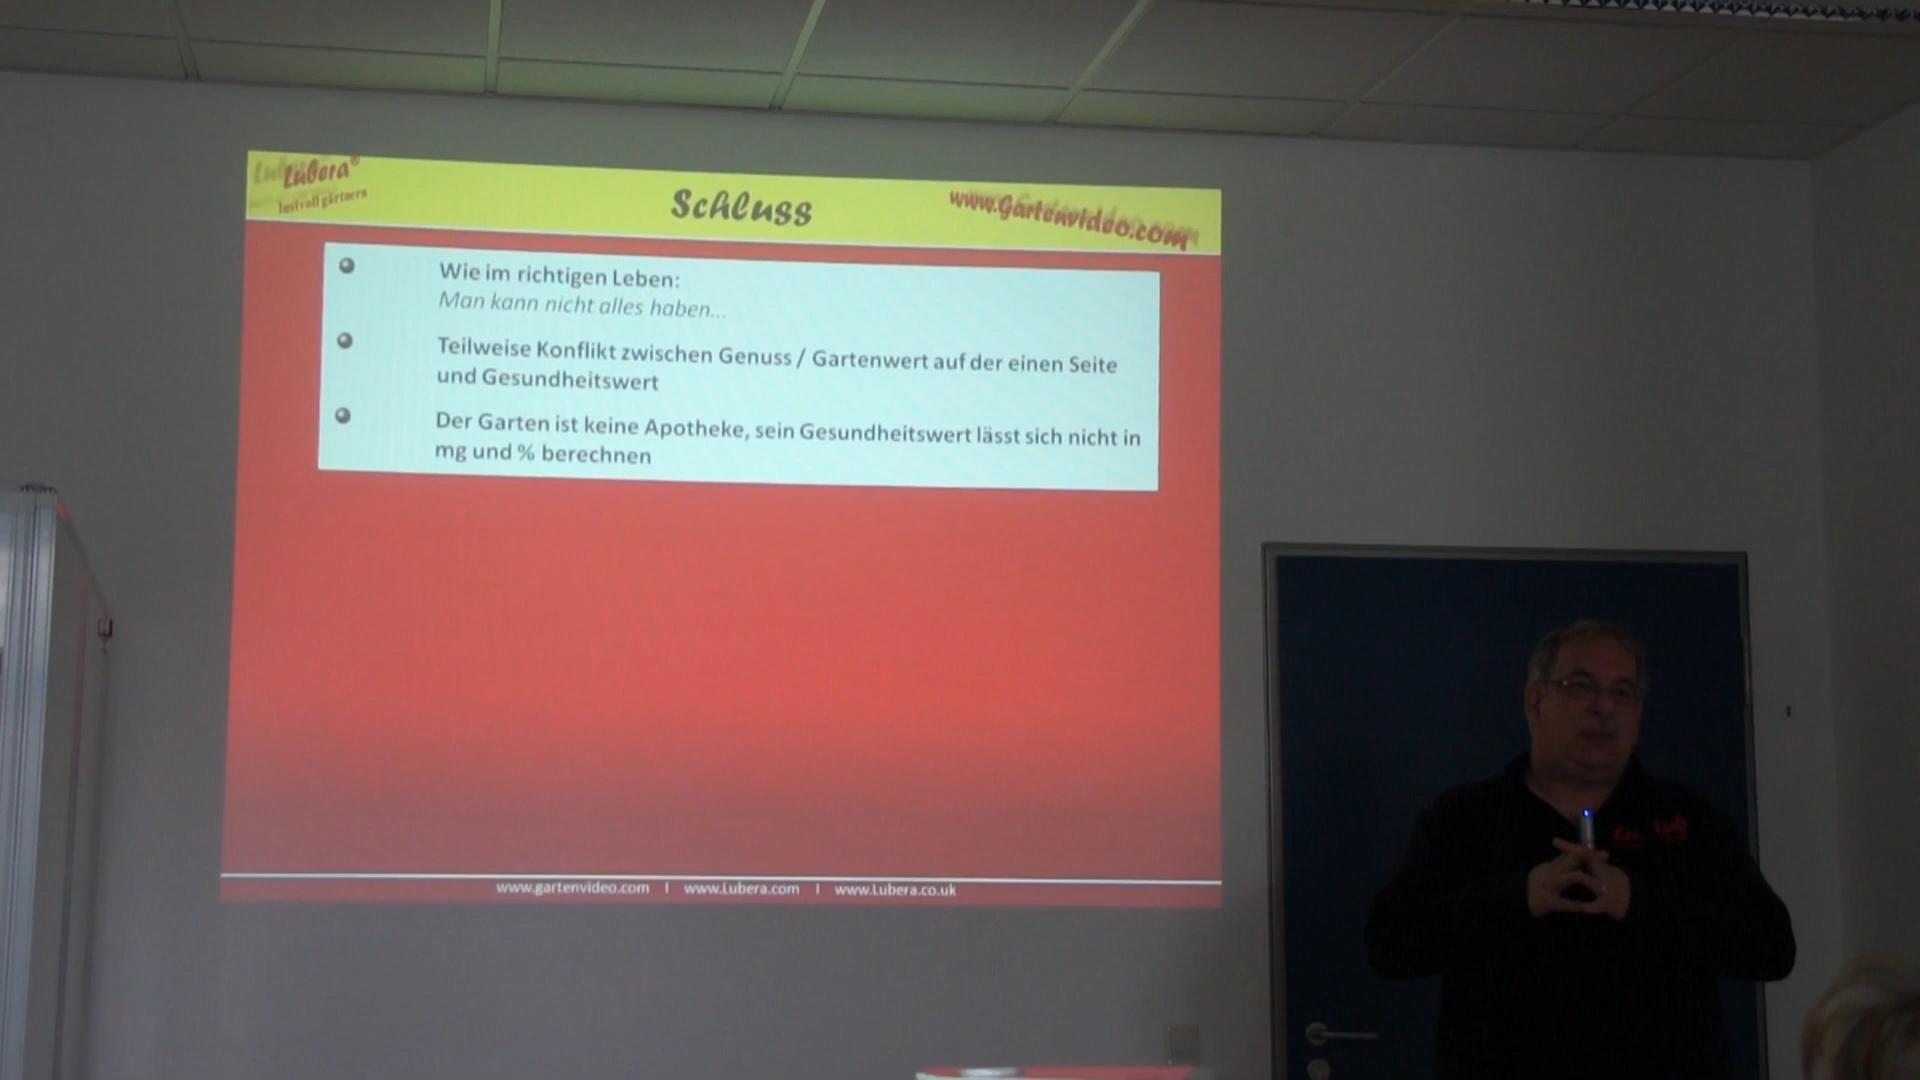 Lubera®
lustvoll gärtnern
Schluss
www.Gartenvideo.com
Wie im richtigen Leben:
Man kann nicht alles haben...
Teilweise Konflikt zwischen Genuss / Gartenwert auf der einen Seite
und Gesundheitswert
Der Garten ist keine Apotheke, sein Gesundheitswert lässt sich nicht in
mg und % berechnen
www.gartenvideo.com I www.Lubera.com I www.Lubera.co.uk